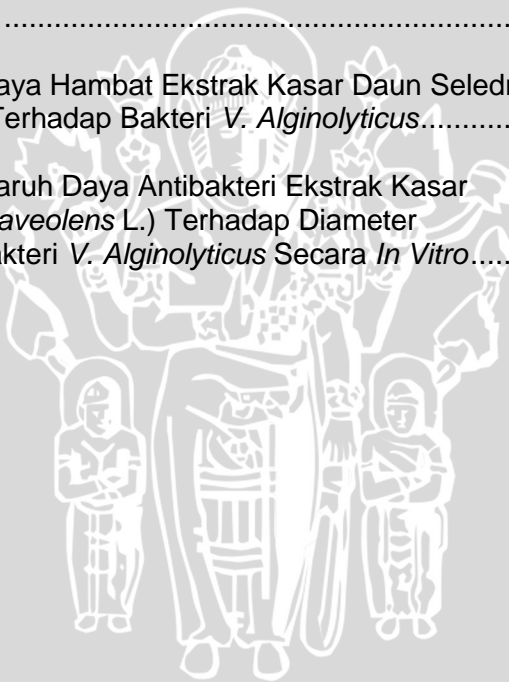 ...................................................................
aya Hambat Ekstrak Kasar Daun Seledr
Terhadap Bakteri V. Alginolyticus............
aruh Daya Antibakteri Ekstrak Kasar
aveolens L.) Terhadap Diameter
akteri V. Alginolyticus Secara In Vitro.....